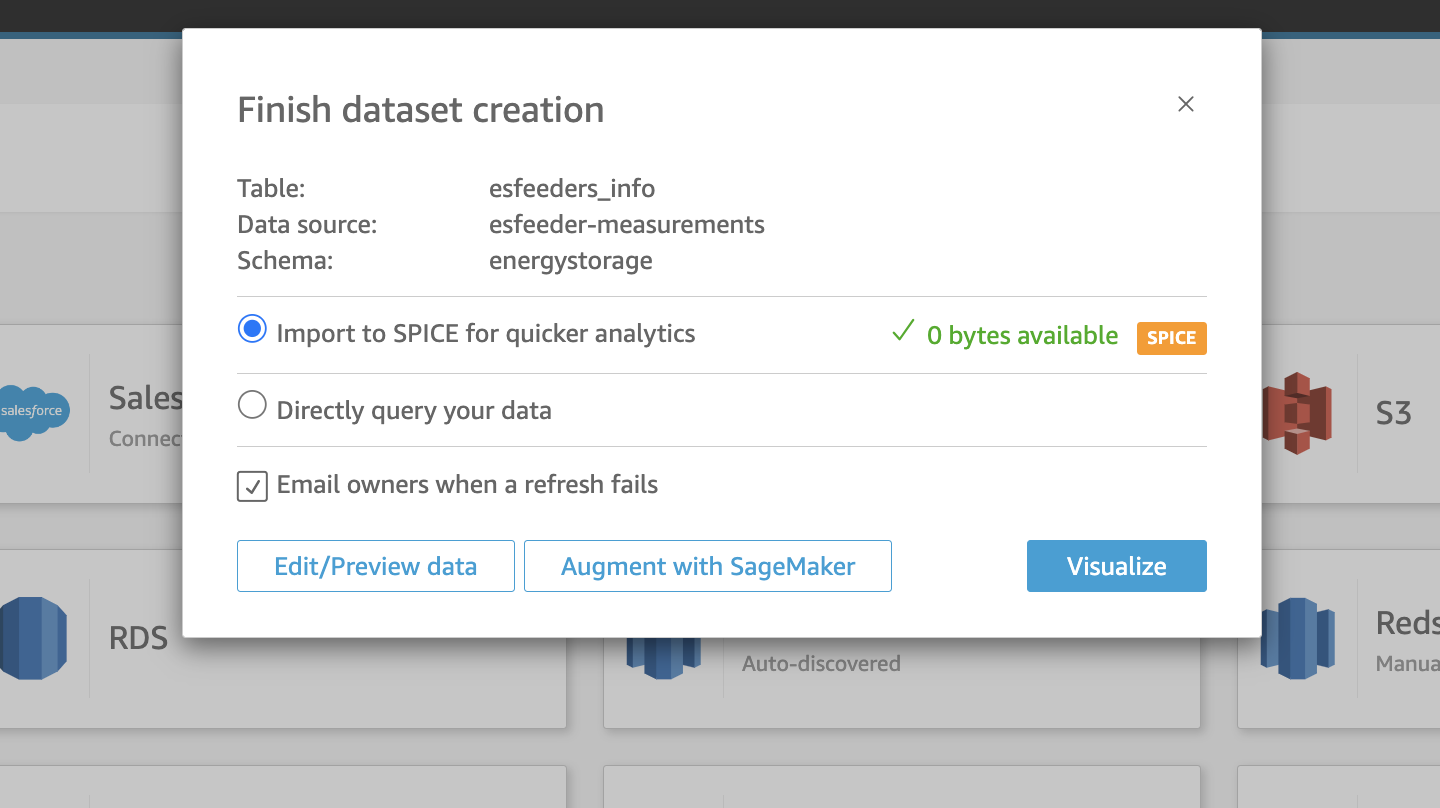 Finish dataset creation
Table: esfeeders_info
Data source: esfeeder-measurements
Schema: energystorage
Import to SPICE for quicker analytics 0 bytes available SPICE
Directly query your data
Email owners when a refresh fails
Edit/Preview data Augment with SageMaker Visualize
salesforce
Sales
Connec
S3
RDS
Auto-discovered
Reds
Manua